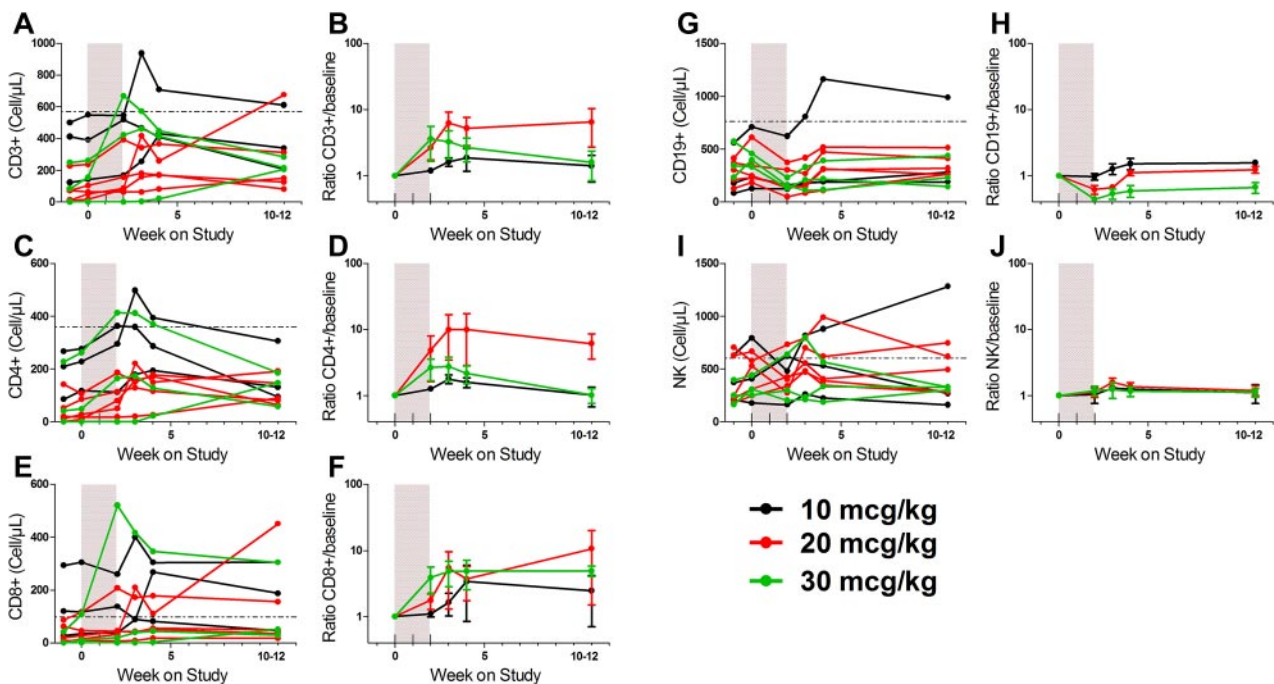 A
CD3+ (Cell/µL)
1000
800
600
400
200
0
0 5 10-12
Week on Study
B
Ratio CD3+/baseline
100
10
1
0 5 10-12
Week on Study
C
CD4+ (Cell/µL)
600
400
200
0
0 5 10-12
Week on Study
D
Ratio CD4+/baseline
100
10
1
0 5 10-12
Week on Study
E
CD8+ (Cell/µL)
600
400
200
0
0 5 10-12
Week on Study
F
Ratio CD8+/baseline
100
10
1
0 5 10-12
Week on Study
G
CD19+ (Cell/µL)
1500
1000
500
0
0 5 10-12
Week on Study
H
Ratio CD19+/baseline
100
10
1
0 5 10-12
Week on Study
I
NK (Cell/µL)
1500
1000
500
0
0 5 10-12
Week on Study
J
Ratio NK/baseline
100
10
1
0 5 10-12
Week on Study
10 mcg/kg
20 mcg/kg
30 mcg/kg